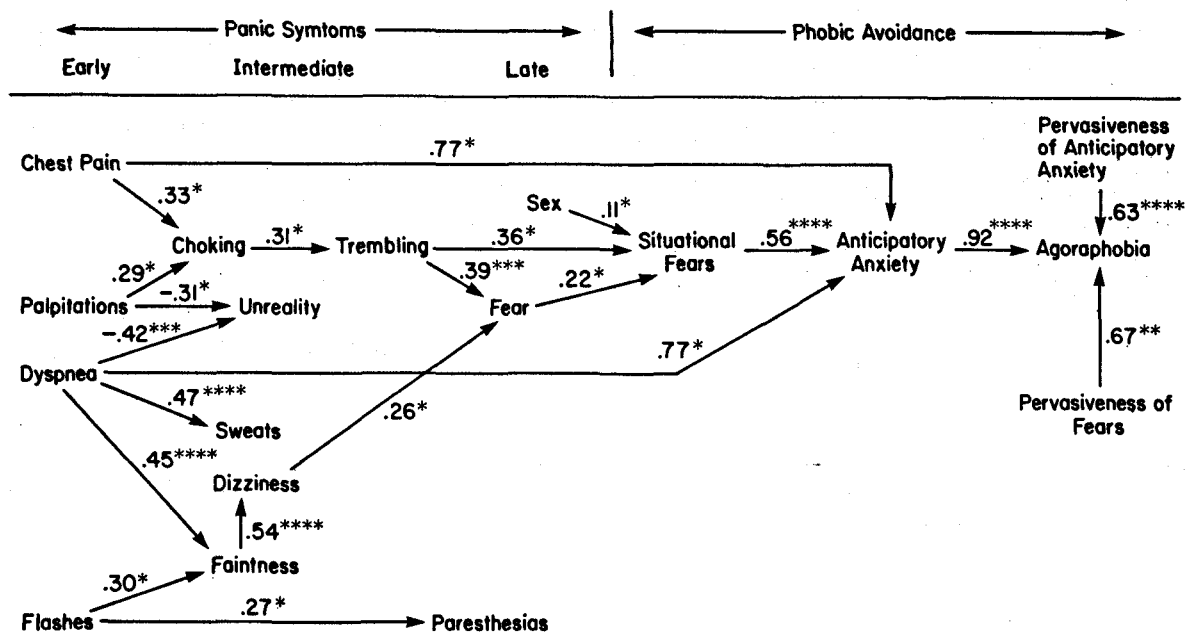 Panic Symtoms
Phobic Avoidance
Early
Intermediate
Late
Pervasiveness
of Anticipatory
Anxiety
Chest Pain
.77*
.33*
Sex
.11*
.63****
Choking
.31*
Trembling
.36*
Situational
Fears
.56****
Anticipatory
Anxiety
.92****
Agoraphobia
.29*
.39***
.22*
Palpitations
-.31*
Unreality
Fear
-.42***
.67**
Dyspnea
.77*
.47****
.26*
Pervasiveness of
Fears
Sweats
.45****
Dizziness
.54****
Faintness
.30*
.27*
Flashes
Paresthesias